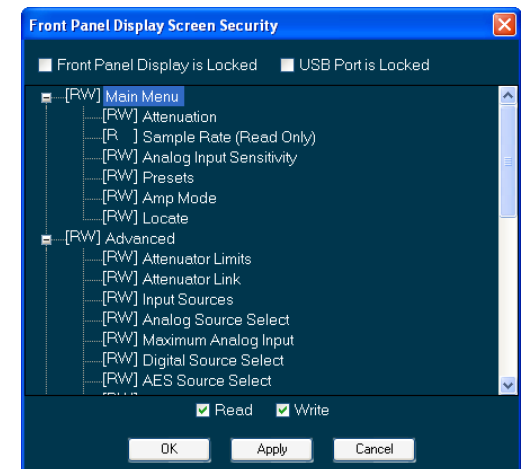 Front Panel Display Screen Security
Front Panel Display is Locked USB Port is Locked
[RW] Main Menu
[RW] Attenuation
[R ] Sample Rate (Read Only)
[RW] Analog Input Sensitivity
[RW] Presets
[RW] Amp Mode
[RW] Locate
[RW] Advanced
[RW] Attenuator Limits
[RW] Attenuator Link
[RW] Input Sources
[RW] Analog Source Select
[RW] Maximum Analog Input
[RW] Digital Source Select
[RW] AES Source Select
Read Write
OK Apply Cancel